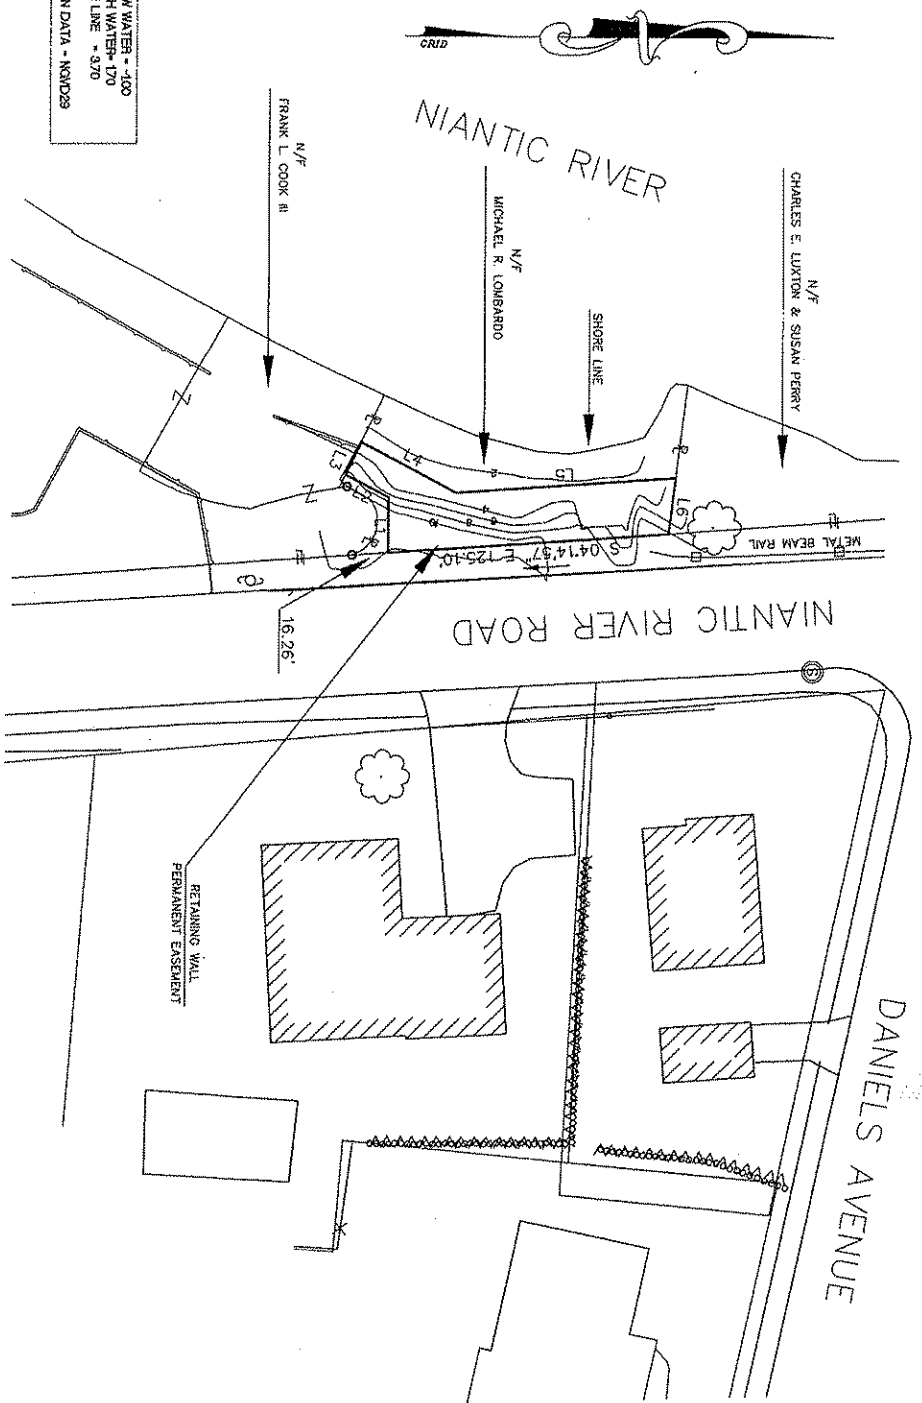 GRID
W WATER = -1.00
H WATER= 1.70
LINE = 3.70
N DATA - NGVD29
NIANTIC RIVER
N/F
FRANK L. COOK III
N/F
MICHAEL R. LOMBARDO
SHORE LINE
N/F
CHARLES E. LUXTON & SUSAN PERRY
L4
L5
L3
L2
L1
L6
S 04°14'57" E 125.10'
METAL BEAM RAIL
16.26'
NIANTIC RIVER ROAD
S
RETAINING WALL
PERMANENT EASEMENT
DANIELS AVENUE